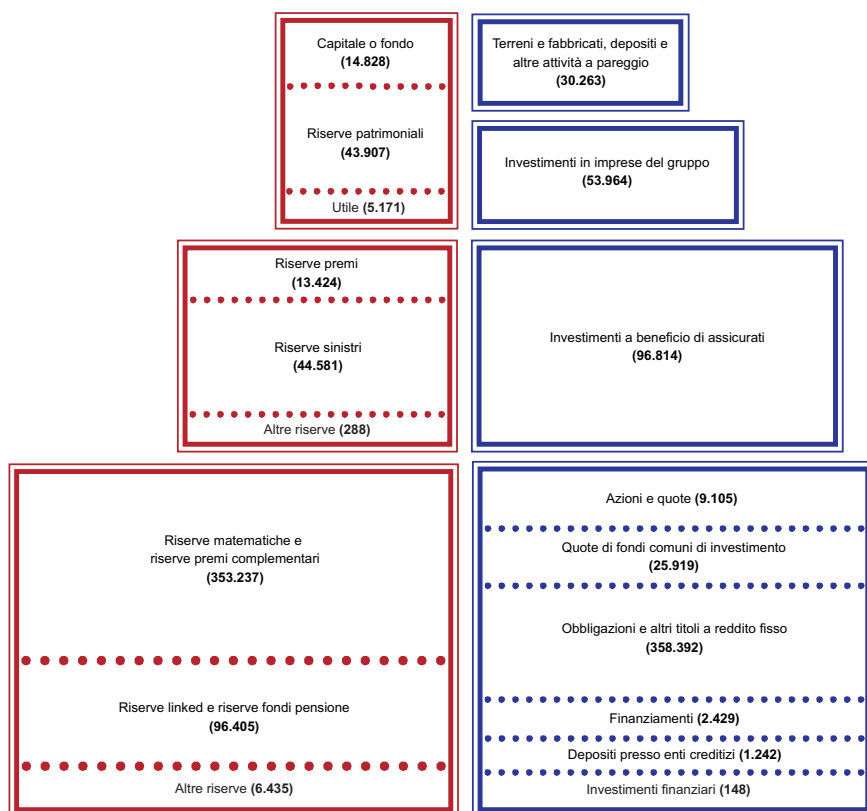 Capitale o fondo
(14.828)
Riserve patrimoniali
(43.907)
Utile (5.171)
Riserve premi
(13.424)
Riserve sinistri
(44.581)
Altre riserve (288)
Riserve matematiche e
riserve premi complementari
(353.237)
Riserve linked e riserve fondi pensione
(96.405)
Altre riserve (6.435)
Terreni e fabbricati, depositi e
altre attività a pareggio
(30.263)
Investimenti in imprese del gruppo
(53.964)
Investimenti a beneficio di assicurati
(96.814)
Azioni e quote (9.105)
Quote di fondi comuni di investimento
(25.919)
Obbligazioni e altri titoli a reddito fisso
(358.392)
Finanziamenti (2.429)
Depositi presso enti creditizi (1.242)
Investimenti finanziari (148)